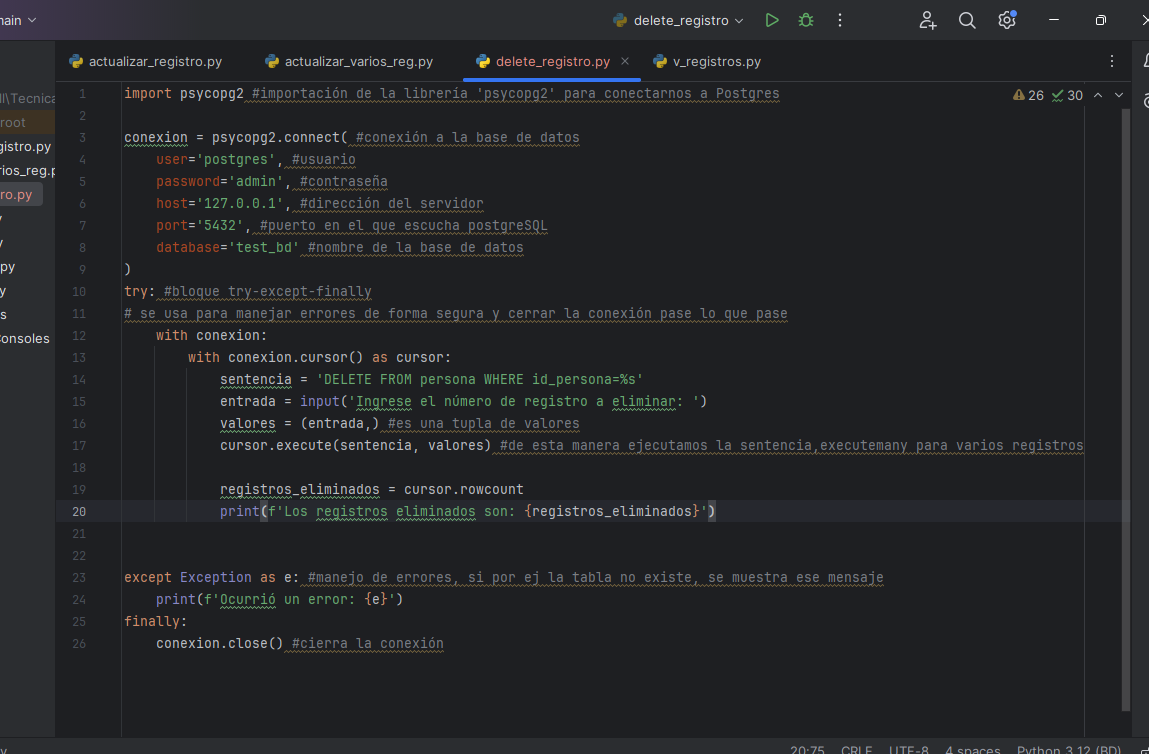 main
delete_registro
actualizar_registro.py
actualizar_varios_reg.py
delete_registro.py
v_registros.py
26 30
ll\Tecnica
root
gistro.py
rios_reg.p
ro.py
y
y
py
y
s
Consoles
1 import psycopg2 #importación de la librería 'psycopg2' para conectarnos a Postgres
2
3 conexion = psycopg2.connect( #conexión a la base de datos
4     user='postgres', #usuario
5     password='admin', #contraseña
6     host='127.0.0.1', #dirección del servidor
7     port='5432', #puerto en el que escucha postgreSQL
8     database='test_bd' #nombre de la base de datos
9 )
10 try: #bloque try-except-finally
11 # se usa para manejar errores de forma segura y cerrar la conexión pase lo que pase
12     with conexion:
13         with conexion.cursor() as cursor:
14             sentencia = 'DELETE FROM persona WHERE id_persona=%s'
15             entrada = input('Ingrese el número de registro a eliminar: ')
16             valores = (entrada,) #es una tupla de valores
17             cursor.execute(sentencia, valores) #de esta manera ejecutamos la sentencia,executemany para varios registros
18
19             registros_eliminados = cursor.rowcount
20             print(f'Los registros eliminados son: {registros_eliminados}')
21
22
23 except Exception as e: #manejo de errores, si por ej la tabla no existe, se muestra ese mensaje
24     print(f'Ocurrió un error: {e}')
25 finally:
26     conexion.close() #cierra la conexión
y
20:75 CRLF UTF-8 4 spaces Python 3.12 (BD)